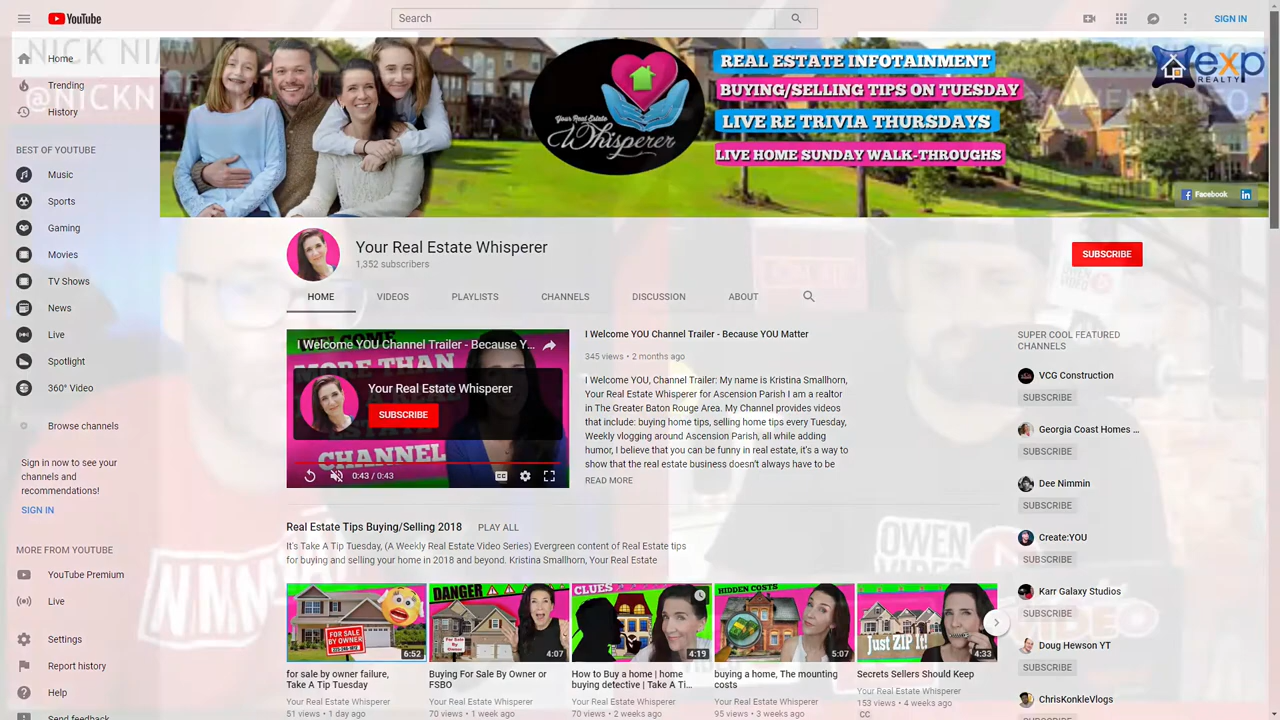 YouTube
Search
SIGN IN
NICK NI
@NICKN
Home
Trending
History
BEST OF YOUTUBE
Music
Sports
Gaming
Movies
TV Shows
News
Live
Spotlight
360° Video
Browse channels
Sign in now to see your
channels and
recommendations!
SIGN IN
MORE FROM YOUTUBE
YouTube Premium
Live
Settings
Report history
Help
Send feedback
Your Real Estate
Whisperer
REAL ESTATE INFOTAINMENT
BUYING/SELLING TIPS ON TUESDAY
LIVE RE TRIVIA THURSDAYS
LIVE HOME SUNDAY WALK-THROUGHS
exp
REALTY
Facebook
in
Your Real Estate Whisperer
1,352 subscribers
SUBSCRIBE
HOME
VIDEOS
PLAYLISTS
CHANNELS
DISCUSSION
ABOUT
WELCOME
I Welcome YOU Channel Trailer - Because Y...
MORE THAN
Your Real Estate Whisperer
SUBSCRIBE
CHANNEL
0:43 / 0:43
CC
I Welcome YOU Channel Trailer - Because YOU Matter
345 views • 2 months ago
I Welcome YOU, Channel Trailer: My name is Kristina Smallhorn,
Your Real Estate Whisperer for Ascension Parish I am a realtor
in The Greater Baton Rouge Area. My Channel provides videos
that include: buying home tips, selling home tips every Tuesday,
Weekly vlogging around Ascension Parish, all while adding
humor, I believe that you can be funny in real estate, it's a way to
show that the real estate business doesn't always have to be
READ MORE
SUPER COOL FEATURED
CHANNELS
VCG Construction
SUBSCRIBE
Georgia Coast Homes ...
SUBSCRIBE
Dee Nimmin
SUBSCRIBE
Create:YOU
SUBSCRIBE
Karr Galaxy Studios
SUBSCRIBE
Doug Hewson YT
SUBSCRIBE
ChrisKonkleVlogs
SUBSCRIBE
OWEN
VIDEO
Real Estate Tips Buying/Selling 2018 PLAY ALL
It's Take A Tip Tuesday, (A Weekly Real Estate Video Series) Evergreen content of Real Estate tips
for buying and selling your home in 2018 and beyond. Kristina Smallhorn, Your Real Estate
FOR SALE
BY OWNER
6:52
DANGER
For Sale
By Owner
4:07
CLUES
4:19
HIDDEN COSTS
5:07
Just ZIP It!
4:33
for sale by owner failure,
Take A Tip Tuesday
Your Real Estate Whisperer
51 views • 1 day ago
Buying For Sale By Owner or
FSBO
Your Real Estate Whisperer
70 views • 1 week ago
How to Buy a home | home
buying detective | Take A Ti...
Your Real Estate Whisperer
70 views • 2 weeks ago
buying a home, The mounting
costs
Your Real Estate Whisperer
95 views • 3 weeks ago
Secrets Sellers Should Keep
Your Real Estate Whisperer
153 views • 4 weeks ago
CC